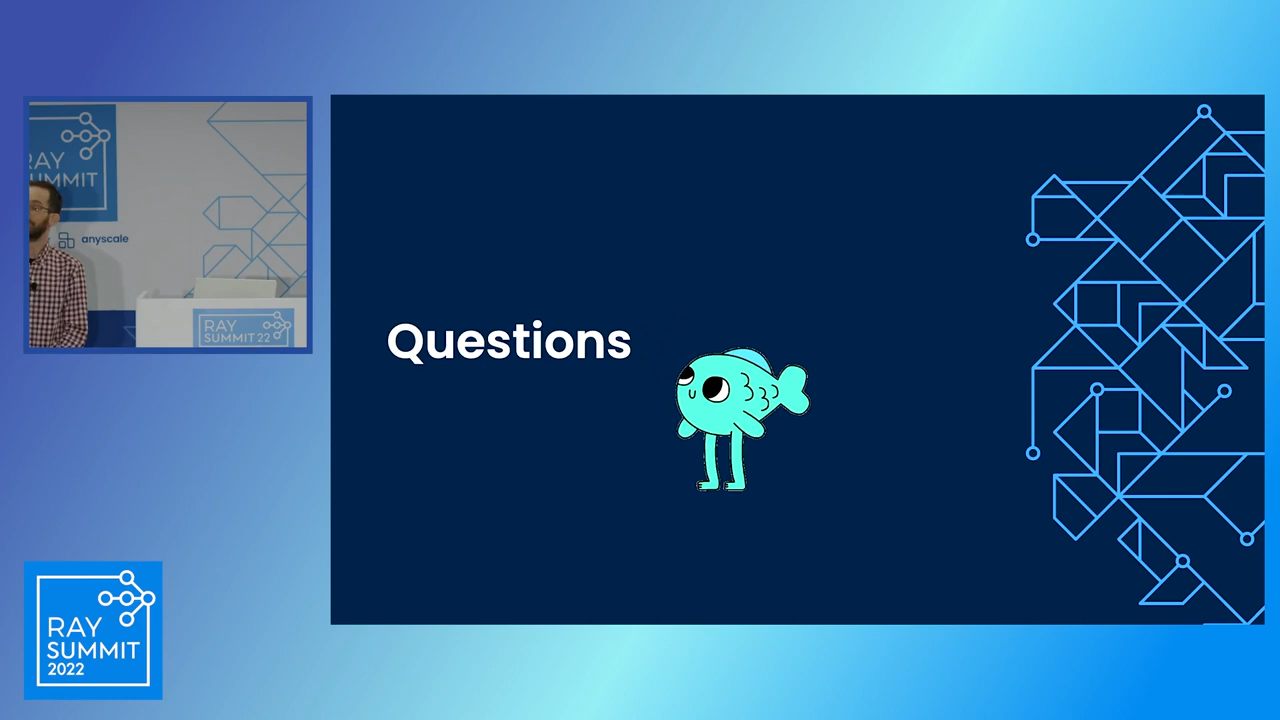 RAY
SUMMIT
anyscale
RAY
SUMMIT 22
Questions
RAY
SUMMIT
2022